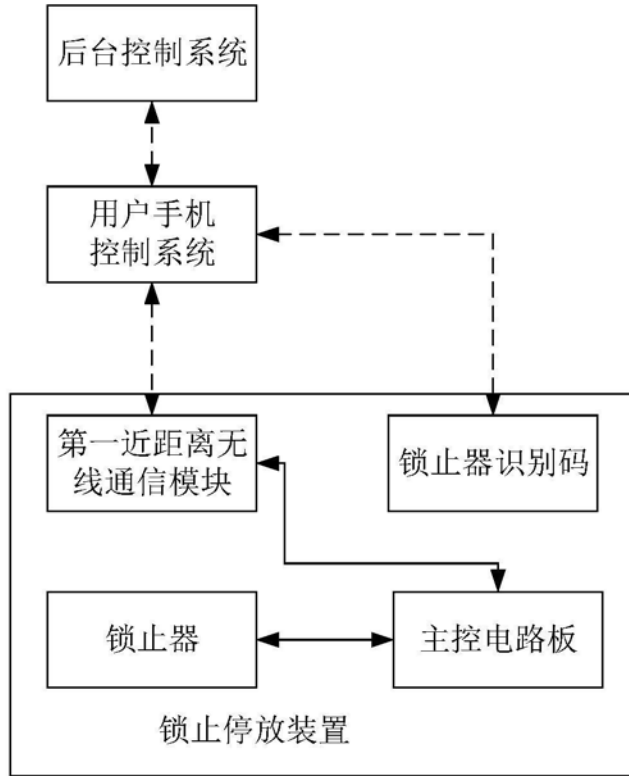 后台控制系统
用户手机
控制系统
第一近距离无
线通信模块
锁止器识别码
锁止器
主控电路板
锁止停放装置